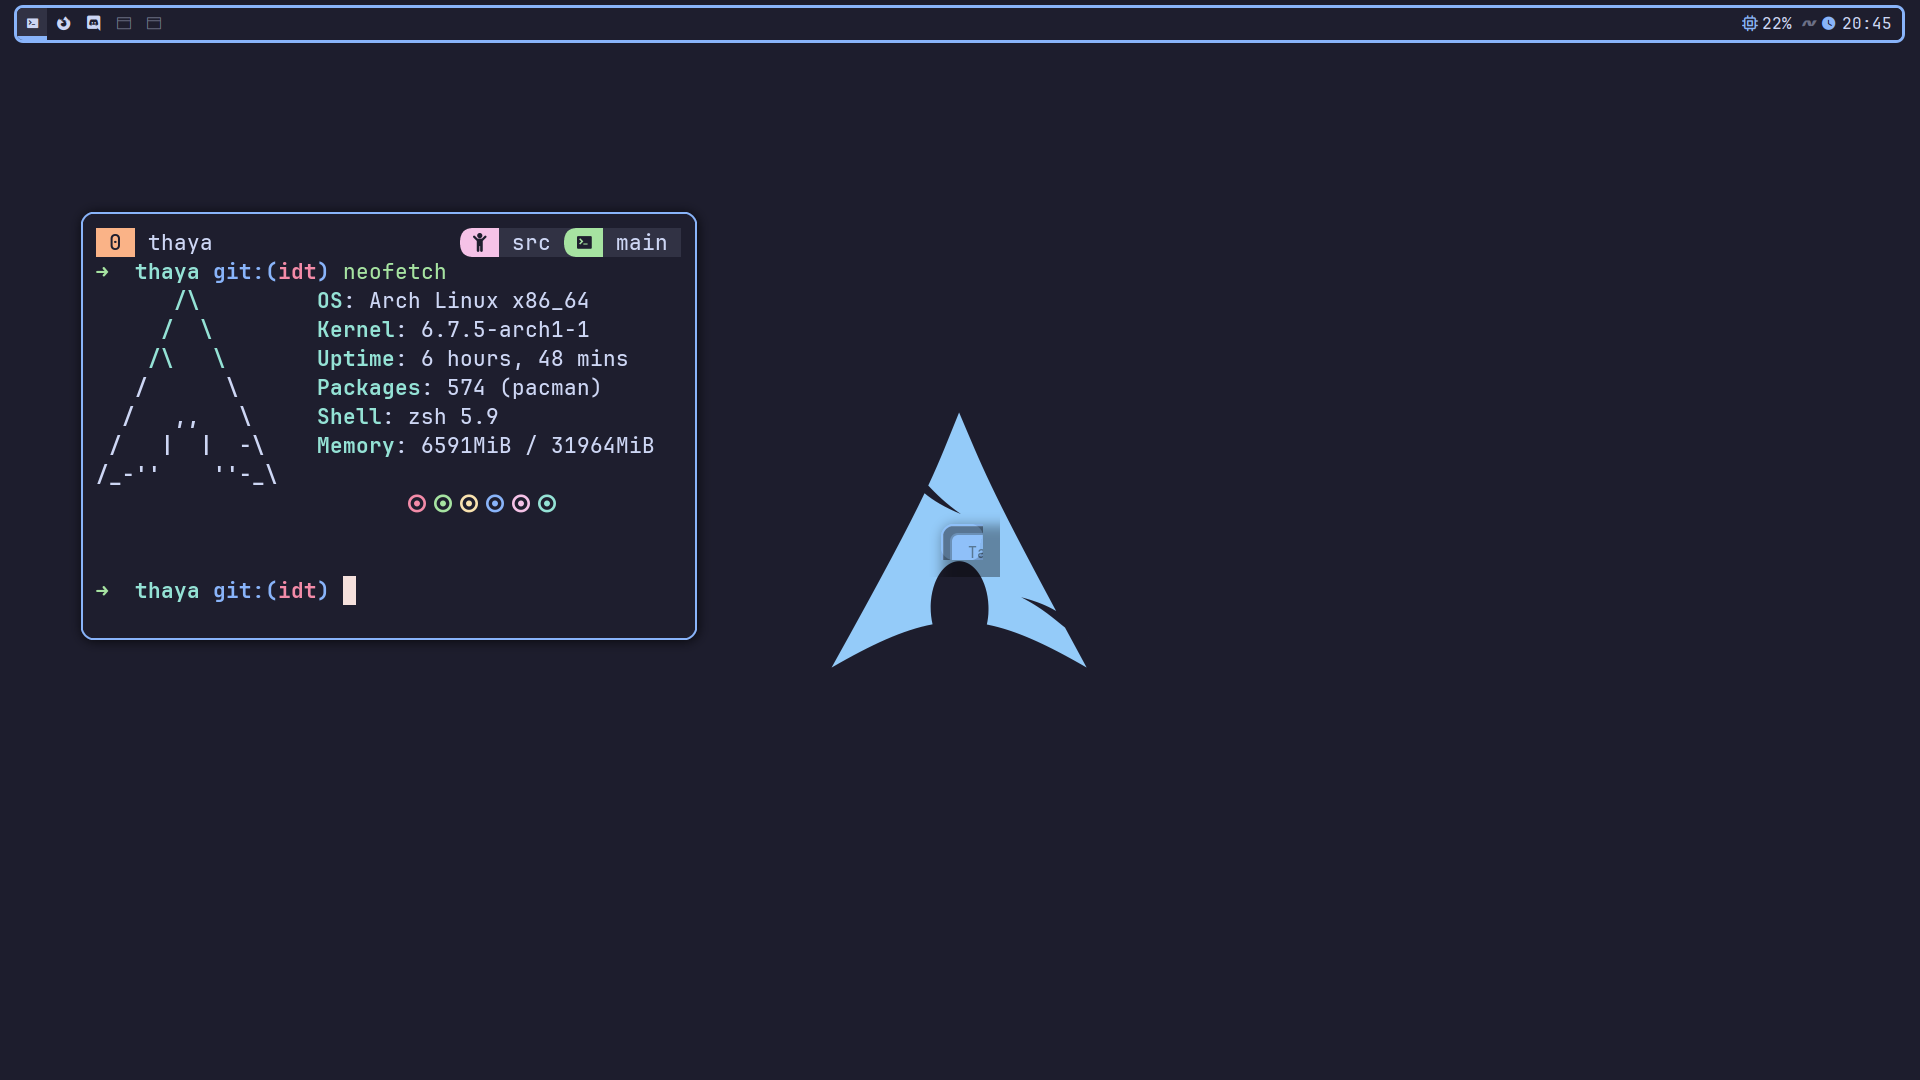 22% 20:45
0 thaya src main
➜ thaya git:(idt) neofetch
/\ OS: Arch Linux x86_64
/  \ Kernel: 6.7.5-arch1-1
/\   \ Uptime: 6 hours, 48 mins
/      \ Packages: 574 (pacman)
/   ,,   \ Shell: zsh 5.9
/   |  |  -\ Memory: 6591MiB / 31964MiB
/_-''    ''-_\
Ta
➜ thaya git:(idt)